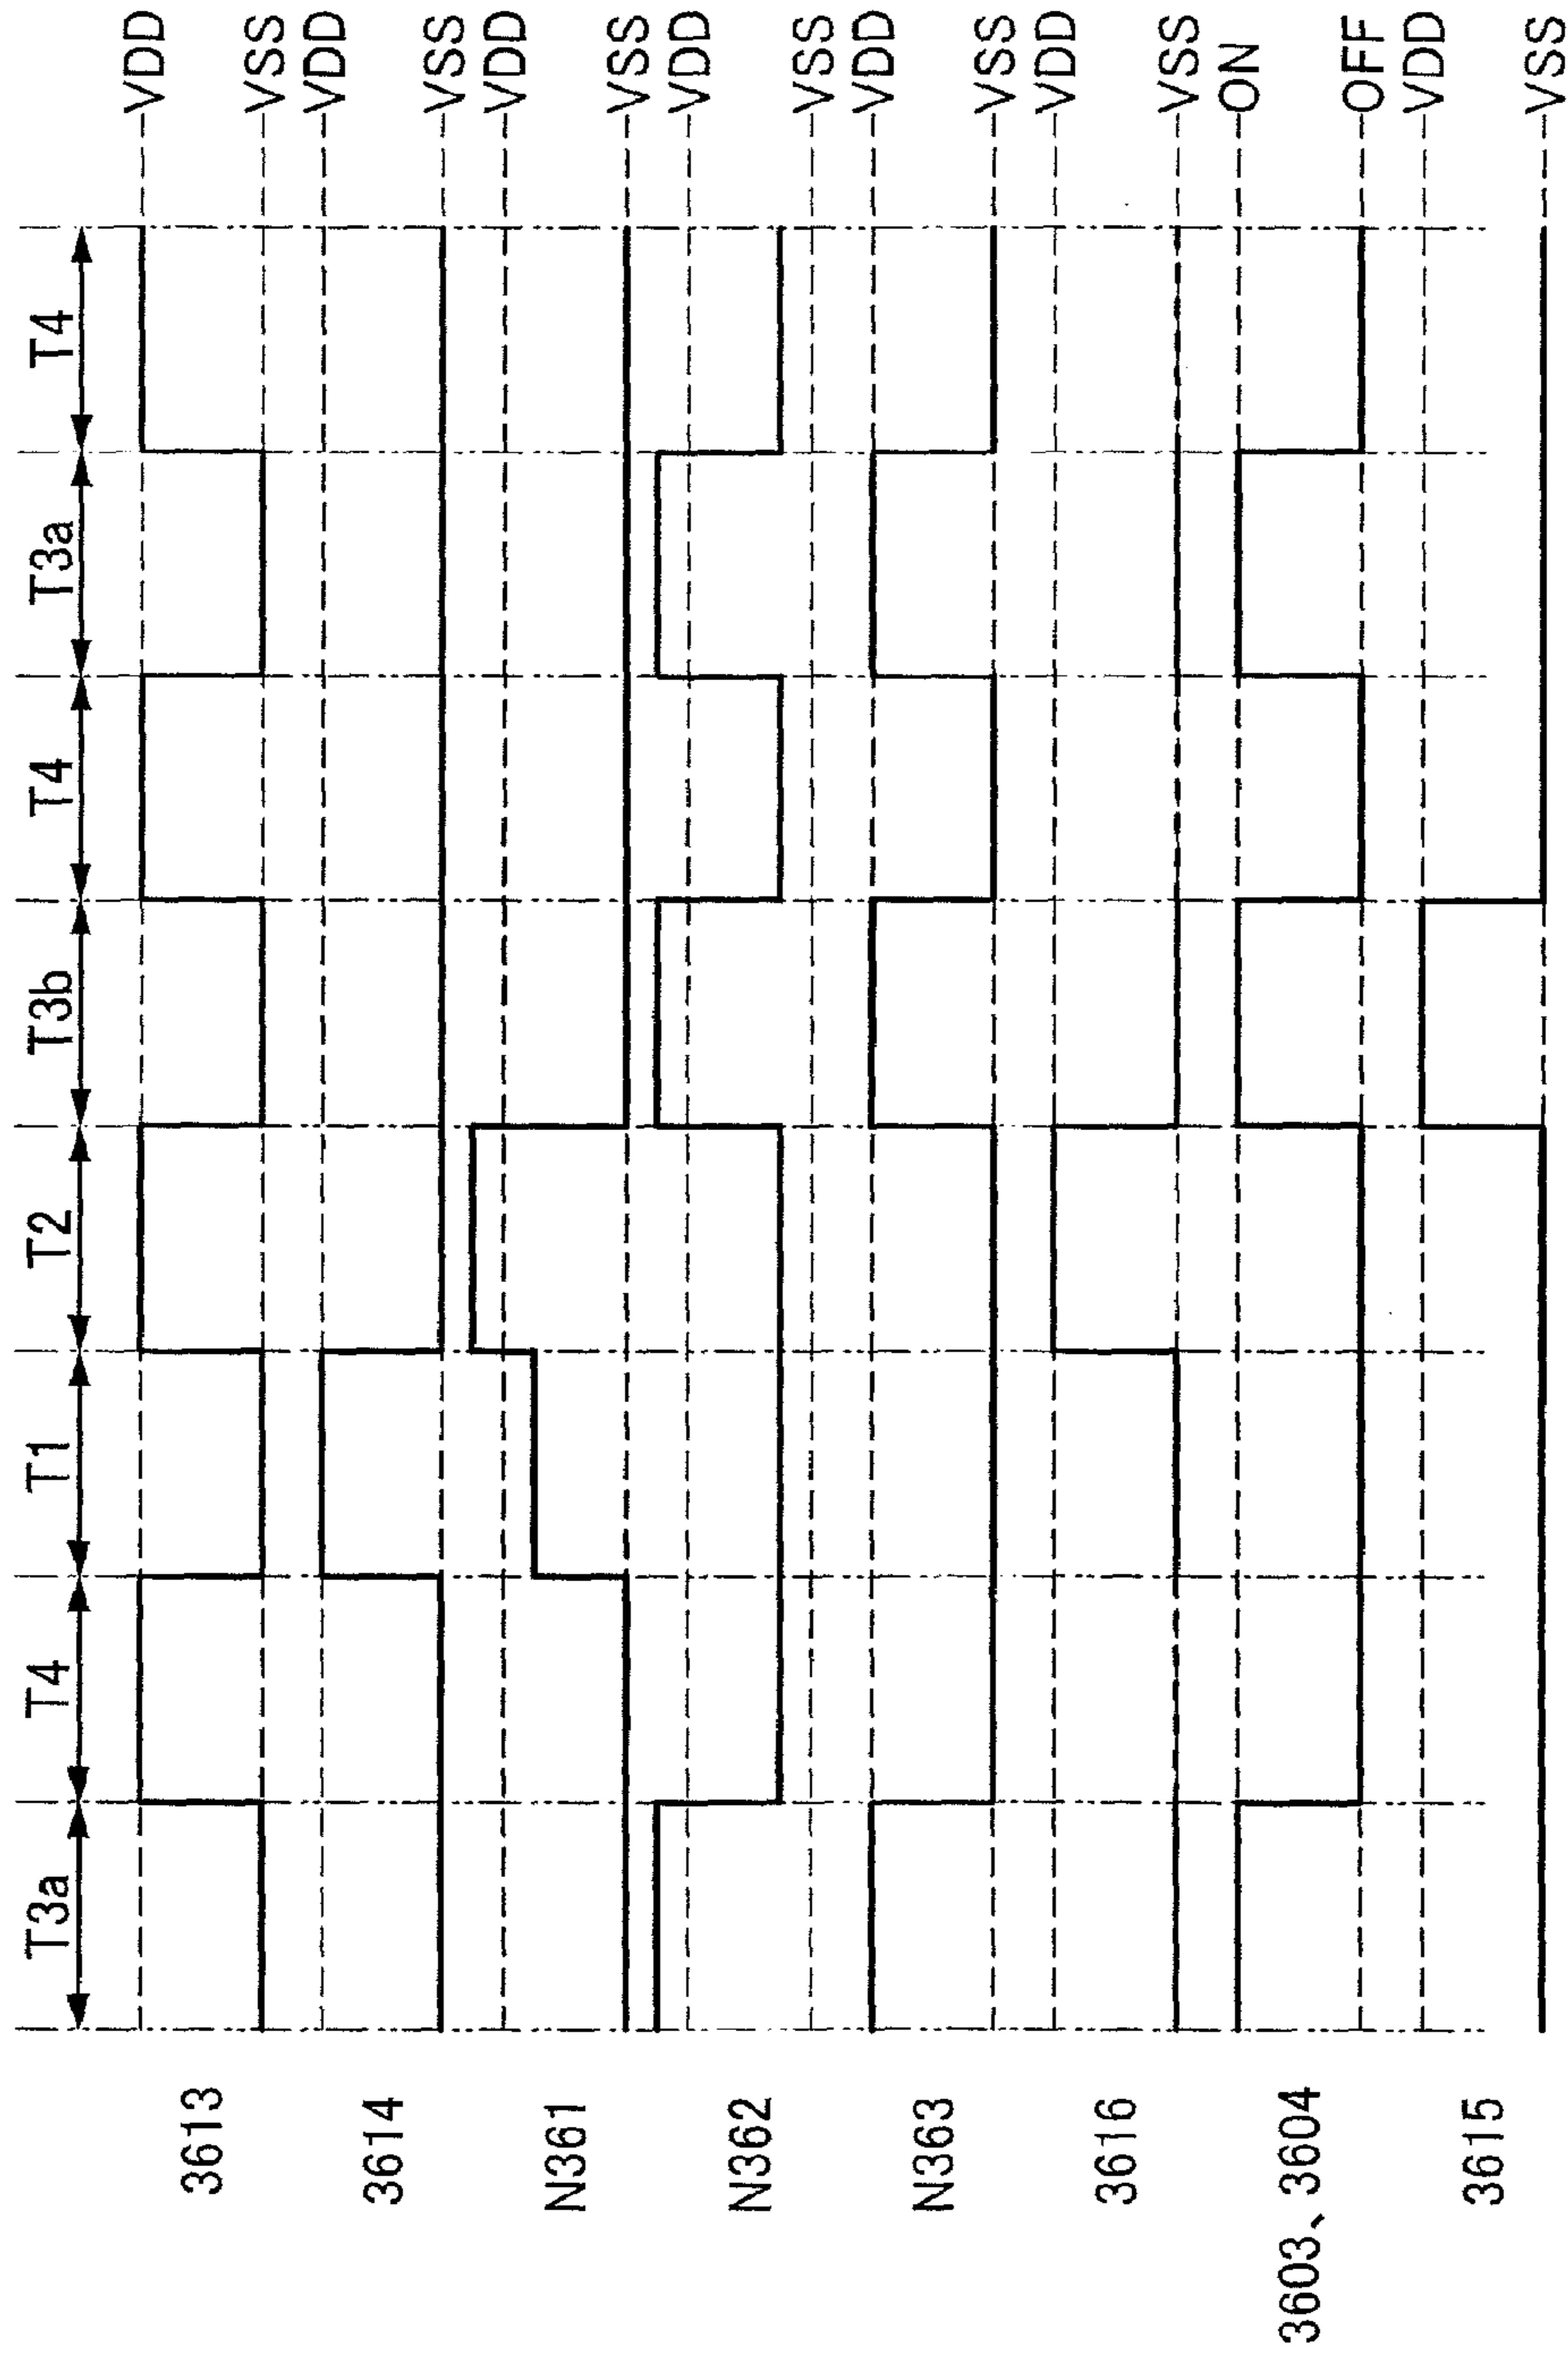 T3a T4 T1 T2 T3b T4 T3a T4
3613 VDD
VSS
3614 VDD
VSS
N361 VDD
VSS
N362 VDD
VSS
N363 VDD
VSS
3616 VDD
VSS
3603、3604 ON
OFF
3615 VDD
VSS